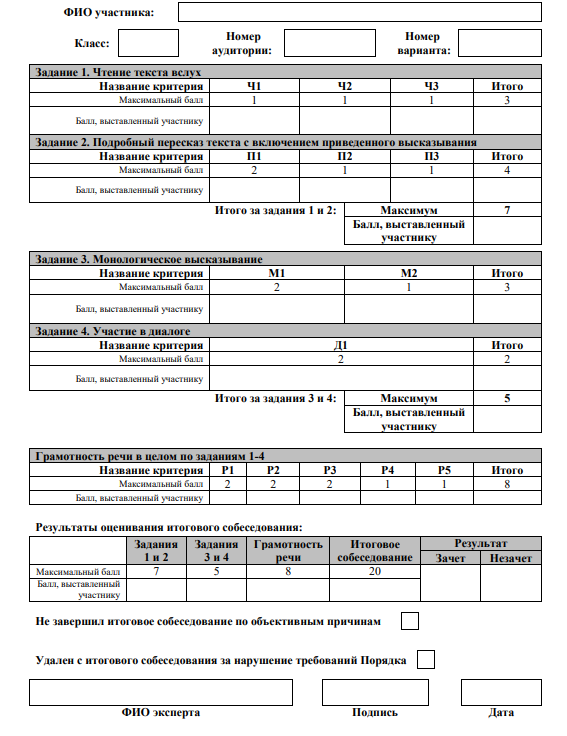 ФИО участника:
Класс:
Номер аудитории:
Номер варианта:
Задание 1. Чтение текста вслух
Название критерия Ч1 Ч2 Ч3 Итого
Максимальный балл 1 1 1 3
Балл, выставленный участнику
Задание 2. Подробный пересказ текста с включением приведенного высказывания
Название критерия П1 П2 П3 Итого
Максимальный балл 2 1 1 4
Балл, выставленный участнику
Итого за задания 1 и 2: Максимум 7
Балл, выставленный
участнику
Задание 3. Монологическое высказывание
Название критерия М1 М2 Итого
Максимальный балл 2 1 3
Балл, выставленный участнику
Задание 4. Участие в диалоге
Название критерия Д1 Итого
Максимальный балл 2 2
Балл, выставленный участнику
Итого за задания 3 и 4: Максимум 5
Балл, выставленный
участнику
Грамотность речи в целом по заданиям 1-4
Название критерия Р1 Р2 Р3 Р4 Р5 Итого
Максимальный балл 2 2 2 1 1 8
Балл, выставленный участнику
Результаты оценивания итогового собеседования:
Задания 1 и 2 Задания 3 и 4 Грамотность речи Итоговое собеседование Результат
Зачет Незачет
Максимальный балл 7 5 8 20
Балл, выставленный
участнику
Не завершил итоговое собеседование по объективным причинам
Удален с итогового собеседования за нарушение требований Порядка
ФИО эксперта Подпись Дата